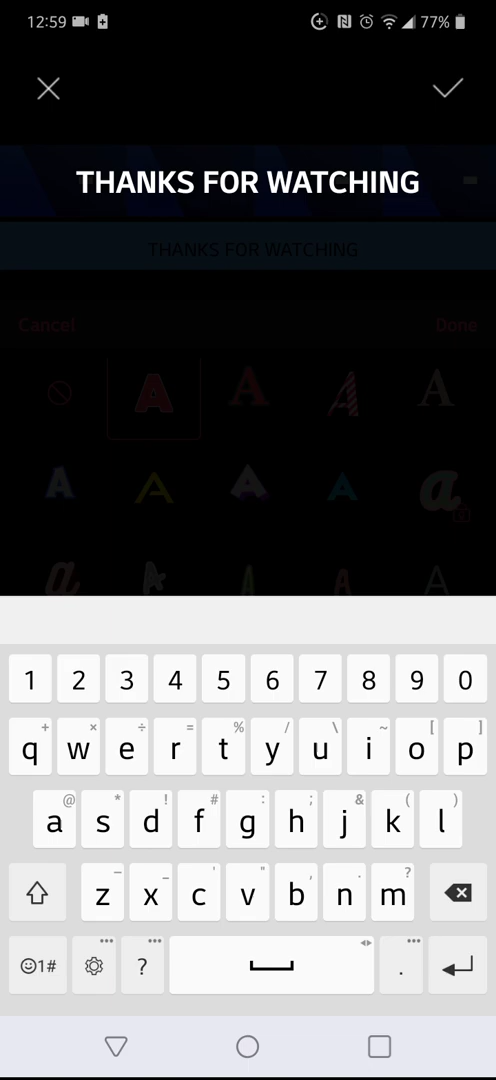 12:59 77%
THANKS FOR WATCHING
THANKS FOR WATCHING
Cancel Done
A A A A
A A A A a
a A A A A
1 2 3 4 5 6 7 8 9 0
+ × ÷ = % / \ ~ [ ]
q w e r t y u i o p
@ * ! # : ; & ( )
a s d f g h j k l
– _ ' " , . ?
z x c v b n m
1# ? .